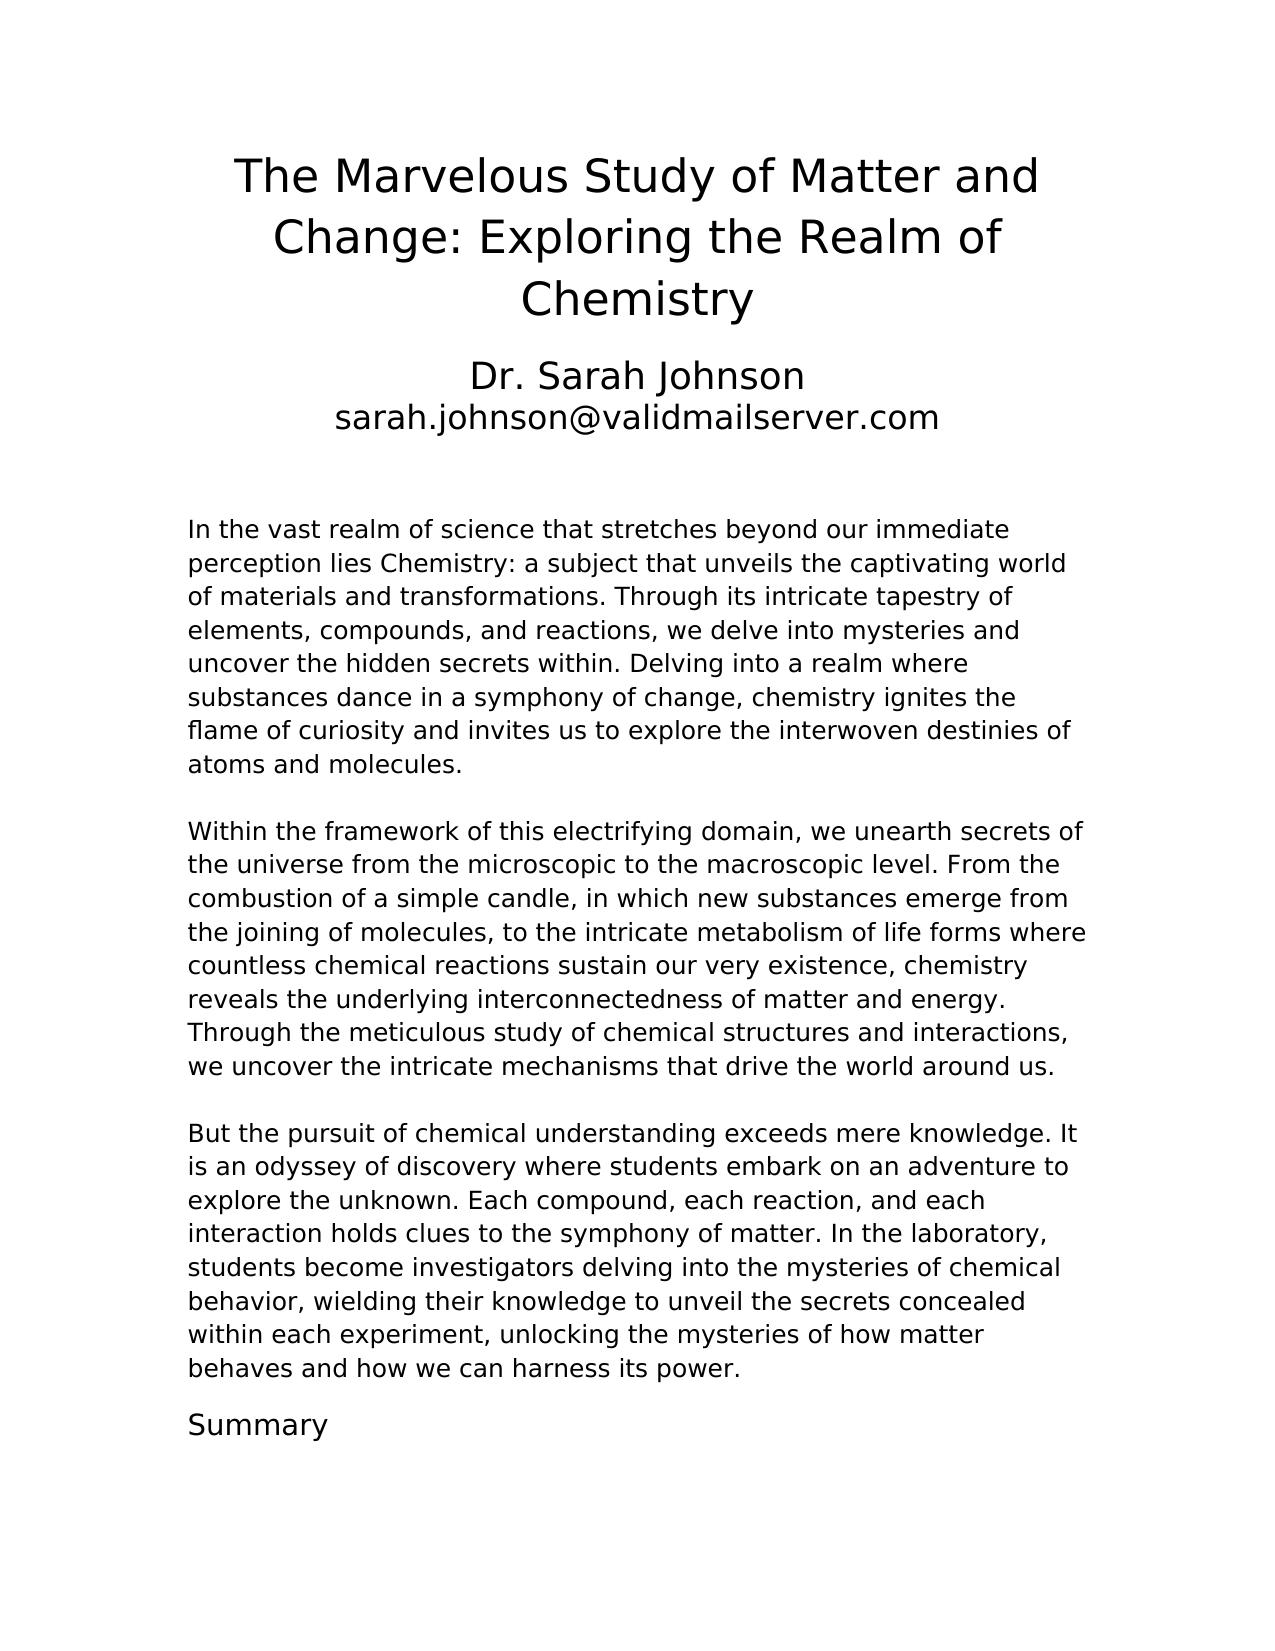 The Marvelous Study of Matter and
Change: Exploring the Realm of
Chemistry
Dr. Sarah Johnson
sarah.johnson@validmailserver.com
In the vast realm of science that stretches beyond our immediate
perception lies Chemistry: a subject that unveils the captivating world
of materials and transformations. Through its intricate tapestry of
elements, compounds, and reactions, we delve into mysteries and
uncover the hidden secrets within. Delving into a realm where
substances dance in a symphony of change, chemistry ignites the
flame of curiosity and invites us to explore the interwoven destinies of
atoms and molecules.
Within the framework of this electrifying domain, we unearth secrets of
the universe from the microscopic to the macroscopic level. From the
combustion of a simple candle, in which new substances emerge from
the joining of molecules, to the intricate metabolism of life forms where
countless chemical reactions sustain our very existence, chemistry
reveals the underlying interconnectedness of matter and energy.
Through the meticulous study of chemical structures and interactions,
we uncover the intricate mechanisms that drive the world around us.
But the pursuit of chemical understanding exceeds mere knowledge. It
is an odyssey of discovery where students embark on an adventure to
explore the unknown. Each compound, each reaction, and each
interaction holds clues to the symphony of matter. In the laboratory,
students become investigators delving into the mysteries of chemical
behavior, wielding their knowledge to unveil the secrets concealed
within each experiment, unlocking the mysteries of how matter
behaves and how we can harness its power.
Summary